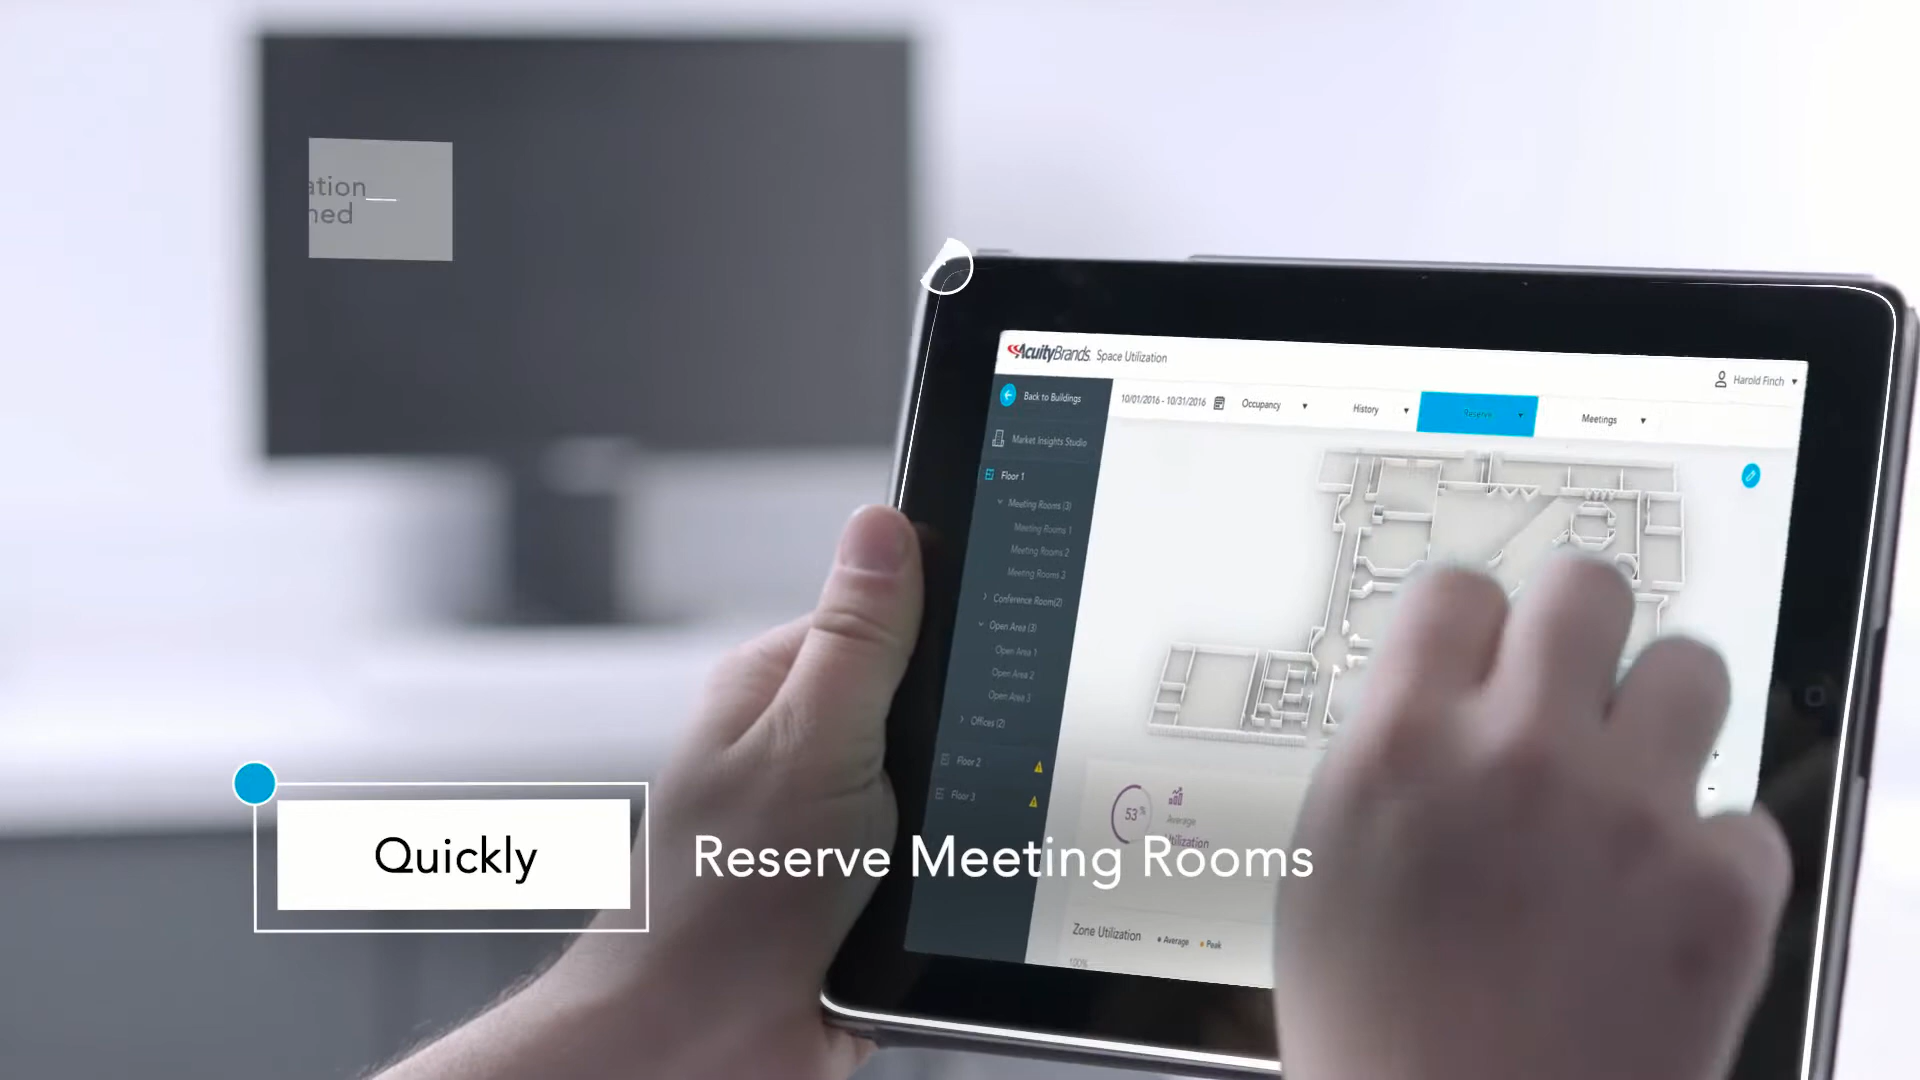 ation
ned
AcuityBrands. Space Utilization
Harold Finch
Back to Buildings
10/01/2016 - 10/31/2016 Occupancy History Reserve Meetings
Market Insights Studio
Floor 1
Meeting Rooms (3)
Meeting Rooms 1
Meeting Rooms 2
Meeting Rooms 3
Conference Room(2)
Open Area (3)
Open Area 1
Open Area 2
Open Area 3
Offices (2)
Floor 2
Floor 3
53 %
Average
Utilization
Quickly Reserve Meeting Rooms
Zone Utilization Average Peak
100%